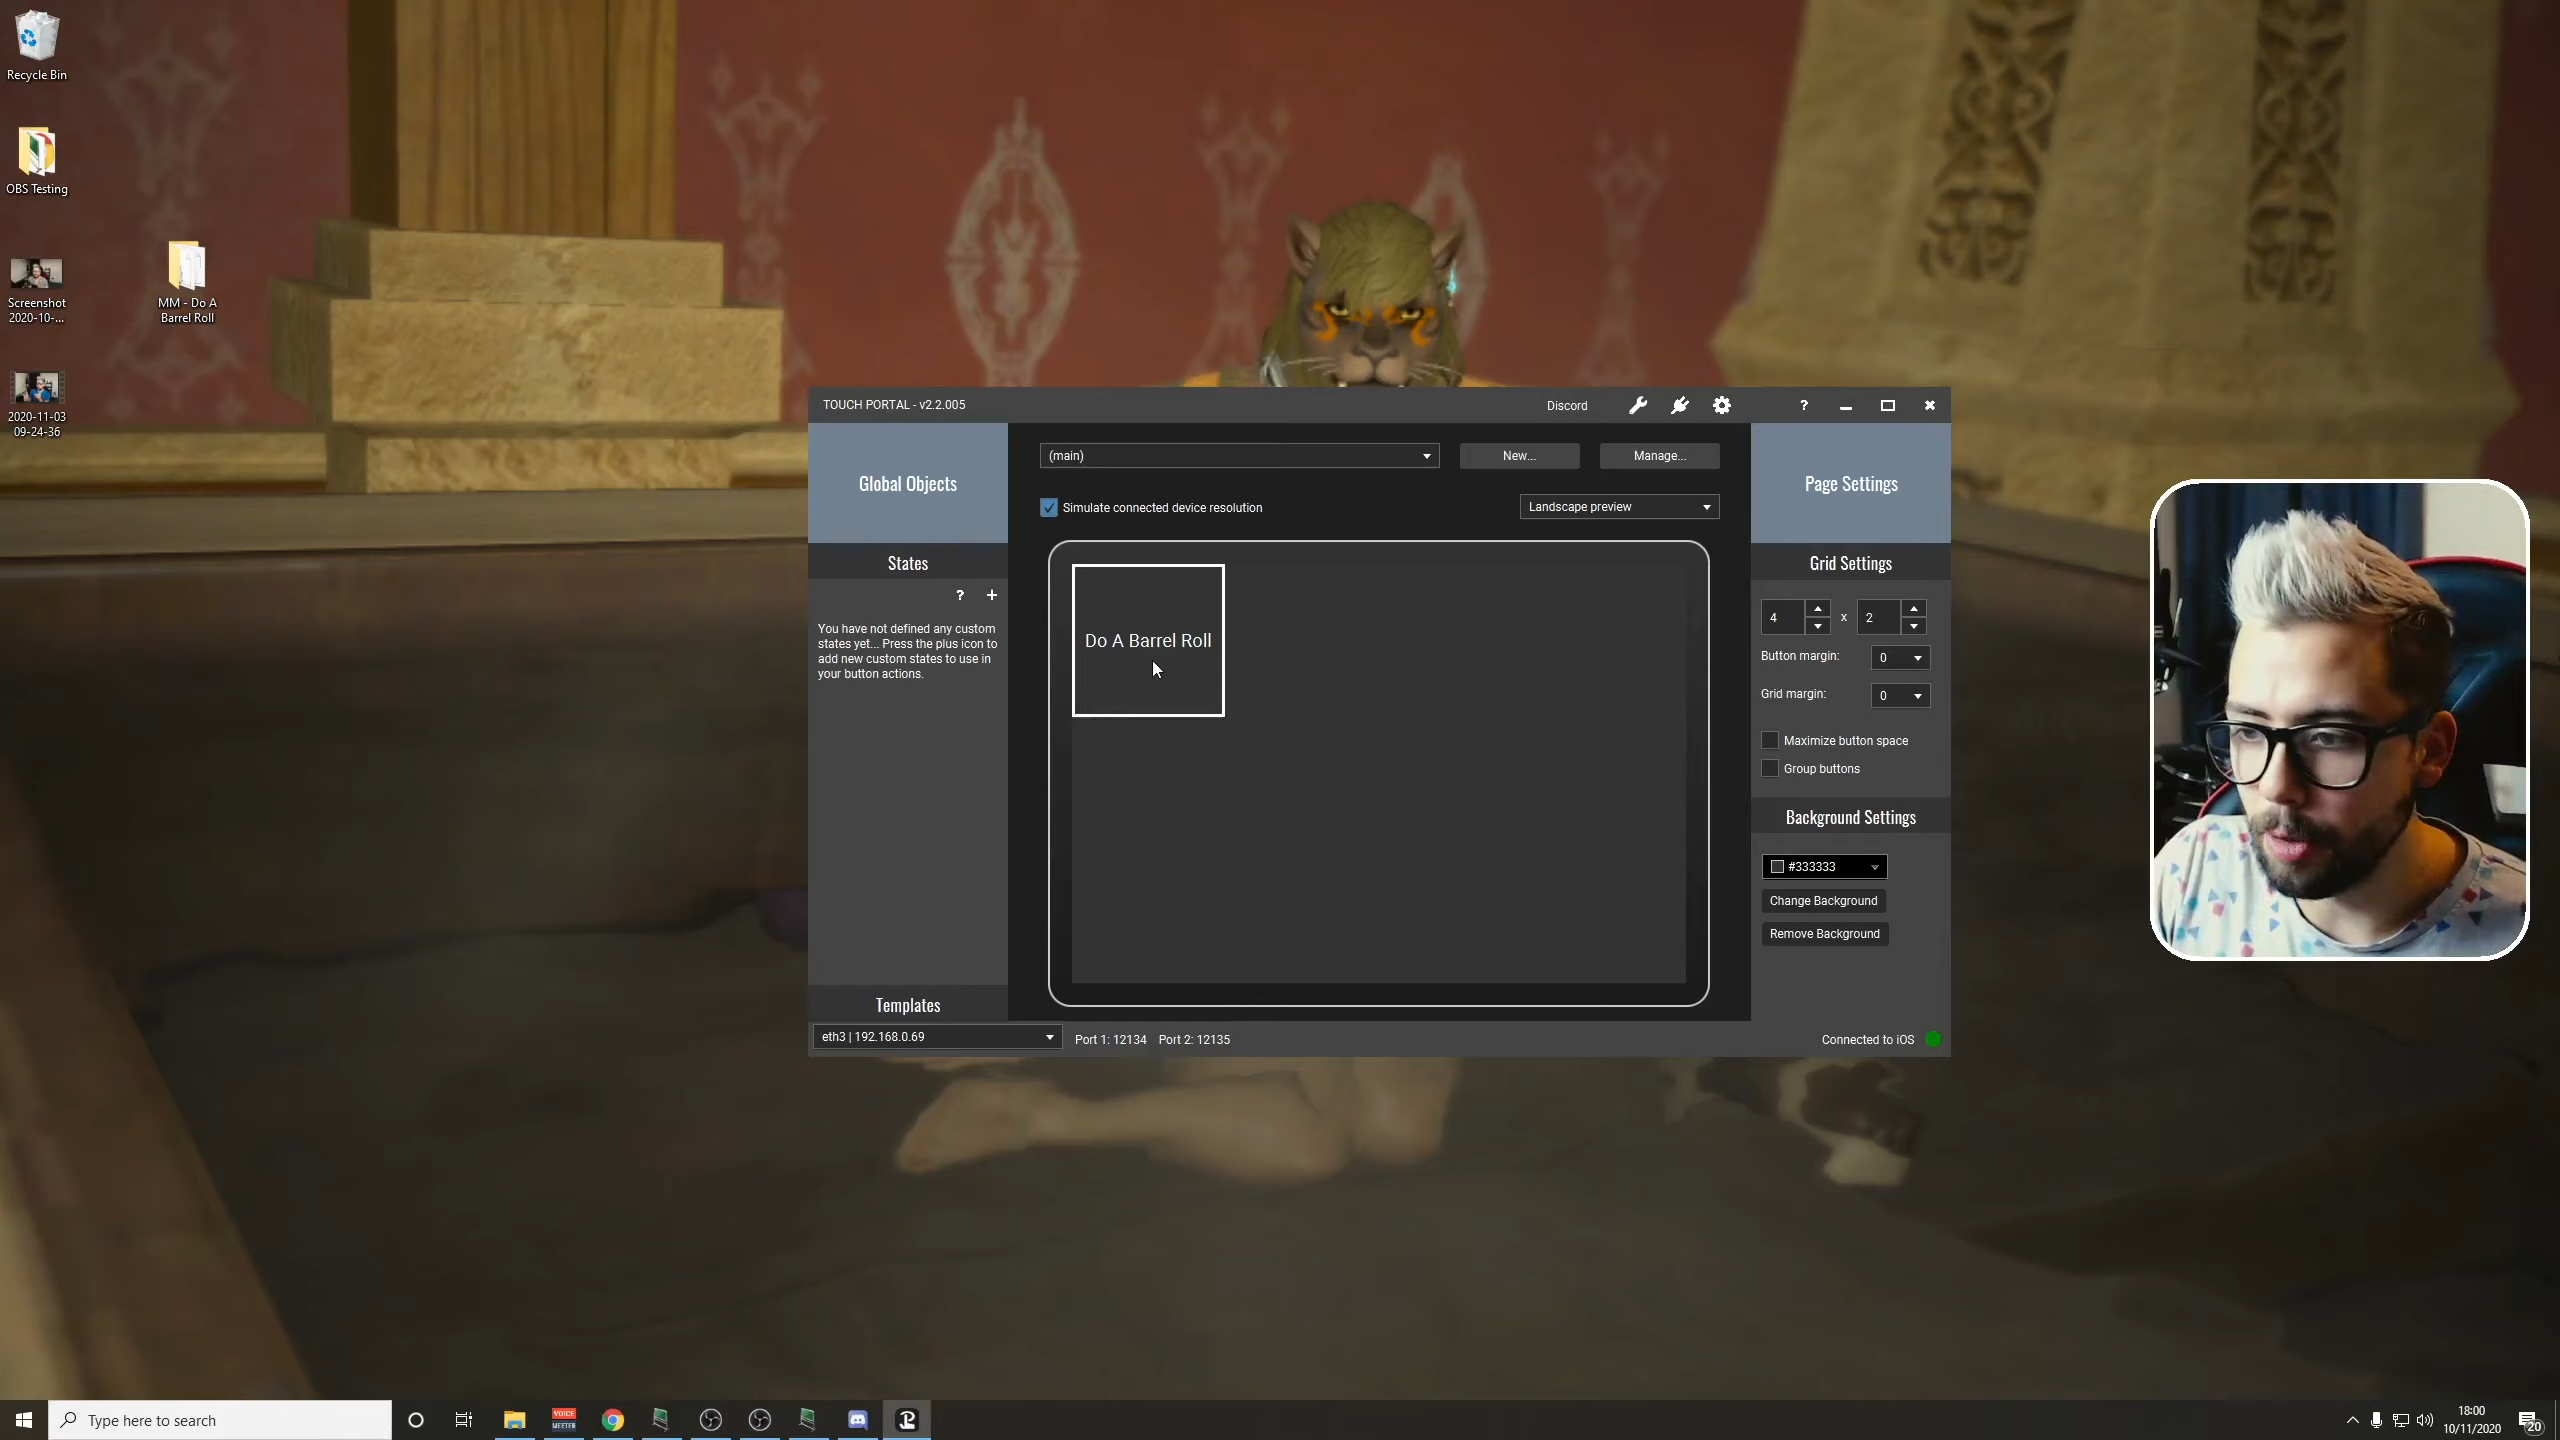 Recycle Bin
OBS Testing
Screenshot
2020-10-...
MM - Do A
Barrel Roll
2020-11-03
09-24-36
TOUCH PORTAL - v2.2.005
Discord
?
Global Objects
(main)
New...
Manage...
Page Settings
Simulate connected device resolution
Landscape preview
States
? +
You have not defined any custom
states yet... Press the plus icon to
add new custom states to use in
your button actions.
Do A Barrel Roll
Grid Settings
4 x 2
Button margin: 0
Grid margin: 0
Maximize button space
Group buttons
Background Settings
#333333
Change Background
Remove Background
Templates
eth3 | 192.168.0.69
Port 1: 12134 Port 2: 12135
Connected to iOS
Type here to search
VOICE
MEETER
18:00
10/11/2020
20